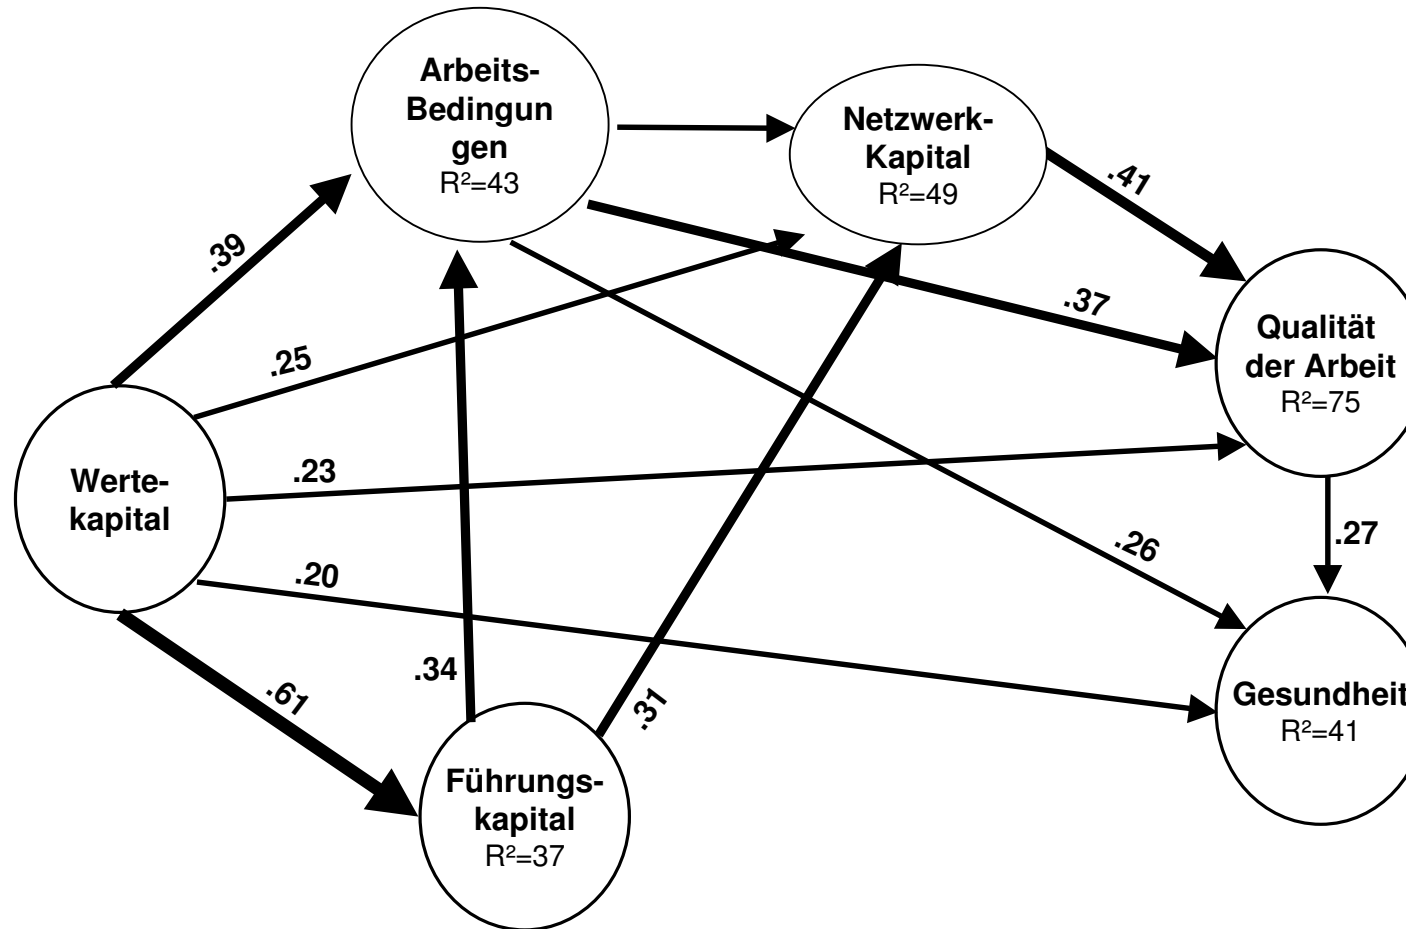 Arbeits-
Bedingun
gen
R²=43
Netzwerk-
Kapital
R²=49
.41
.39
.37
.25
Qualität
der Arbeit
R²=75
Werte-
kapital
.23
.20
.26
.27
.61
.34
.31
Gesundheit
R²=41
Führungs-
kapital
R²=37